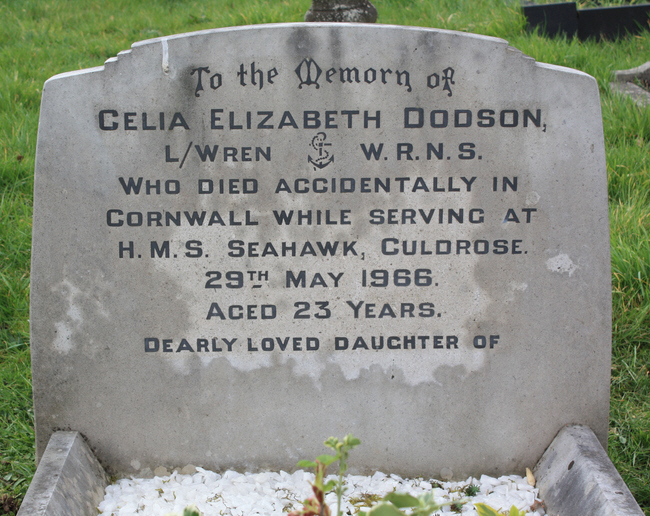 To the Memory of
CELIA ELIZABETH DODSON,
L/WREN W.R.N.S.
WHO DIED ACCIDENTALLY IN
CORNWALL WHILE SERVING AT
H.M.S. SEAHAWK, CULDROSE.
29TH MAY 1966.
AGED 23 YEARS.
DEARLY LOVED DAUGHTER OF